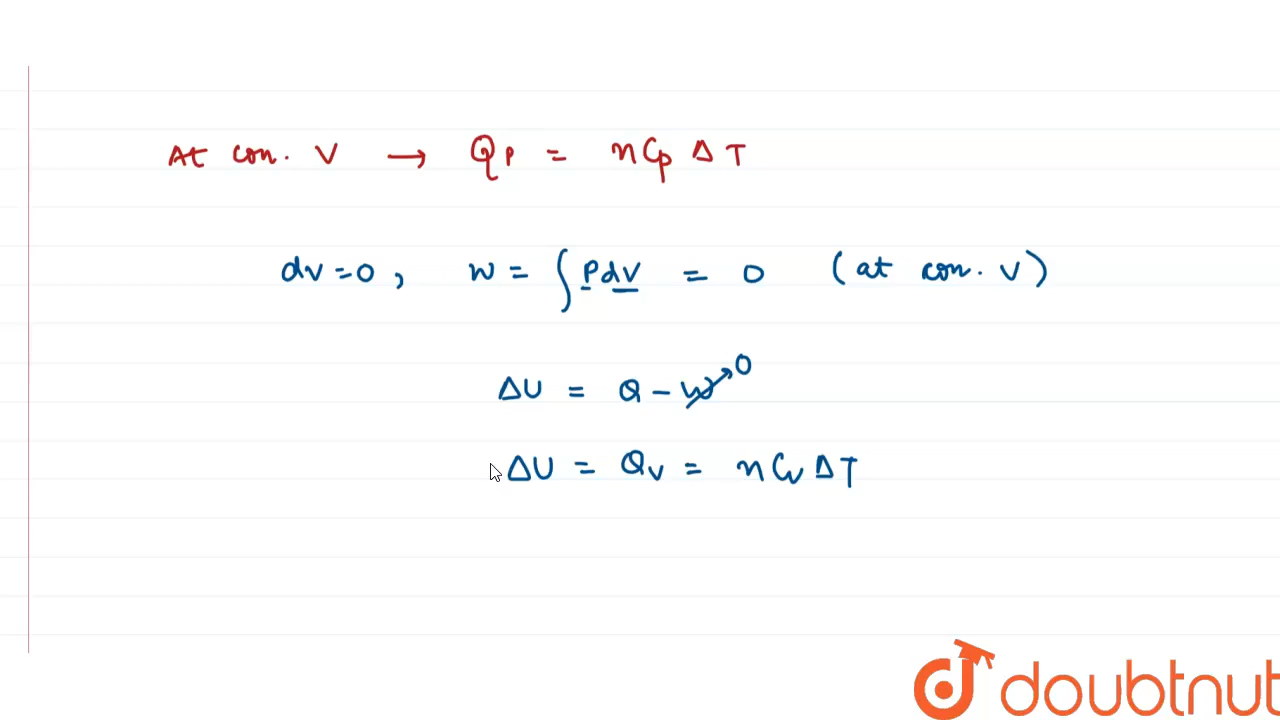 At con. V → Qp = nCp ΔT
dv=0, W = ∫PdV = 0 (at con. V)
ΔU = Q - W→0
ΔU = Qv = nCv ΔT
doubtnut